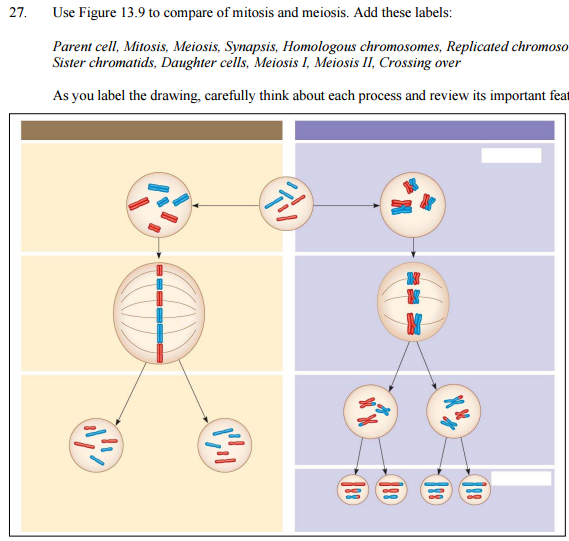 27. Use Figure 13.9 to compare of mitosis and meiosis. Add these labels:
Parent cell, Mitosis, Meiosis, Synapsis, Homologous chromosomes, Replicated chromoso
Sister chromatids, Daughter cells, Meiosis I, Meiosis II, Crossing over
As you label the drawing, carefully think about each process and review its important feat